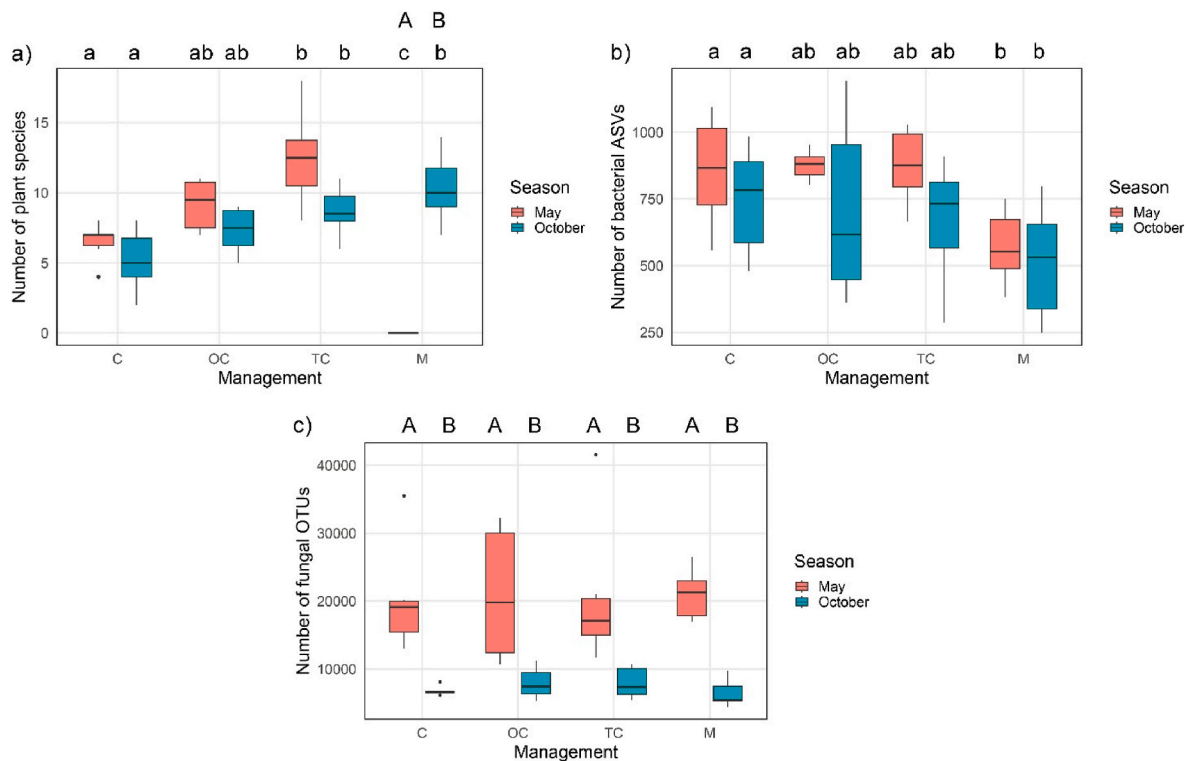 A B
a) a a ab ab b b c b
Number of plant species
15
10
5
0
C OC TC M
Management
Season
May
October
b) a a ab ab ab ab b b
Number of bacterial ASVs
1000
750
500
250
C OC TC M
Management
Season
May
October
c) A B A B A B A B
Number of fungal OTUs
40000
30000
20000
10000
C OC TC M
Management
Season
May
October